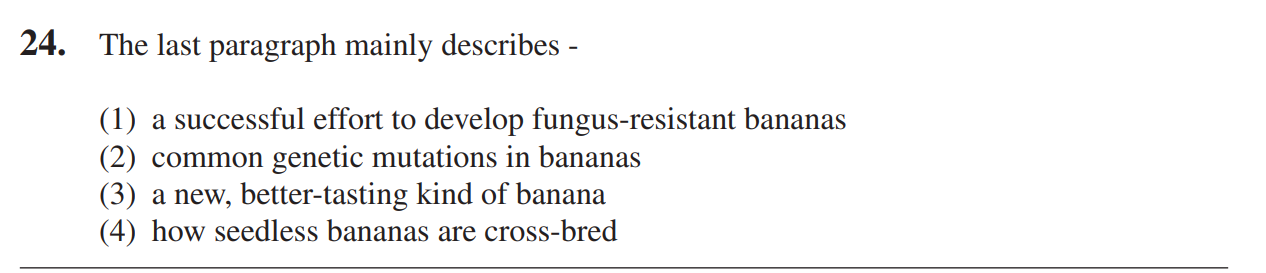 24. The last paragraph mainly describes -
(1) a successful effort to develop fungus-resistant bananas
(2) common genetic mutations in bananas
(3) a new, better-tasting kind of banana
(4) how seedless bananas are cross-bred